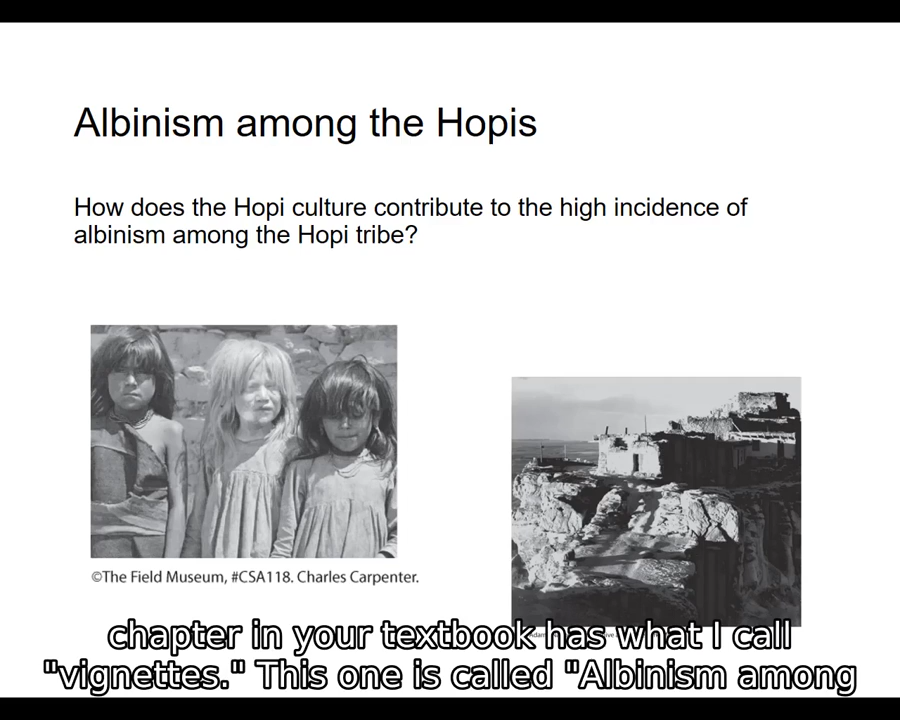 Albinism among the Hopis
How does the Hopi culture contribute to the high incidence of
albinism among the Hopi tribe?
©The Field Museum, #CSA118. Charles Carpenter.
chapter in your textbook has what I call
"vignettes." This one is called "Albinism among